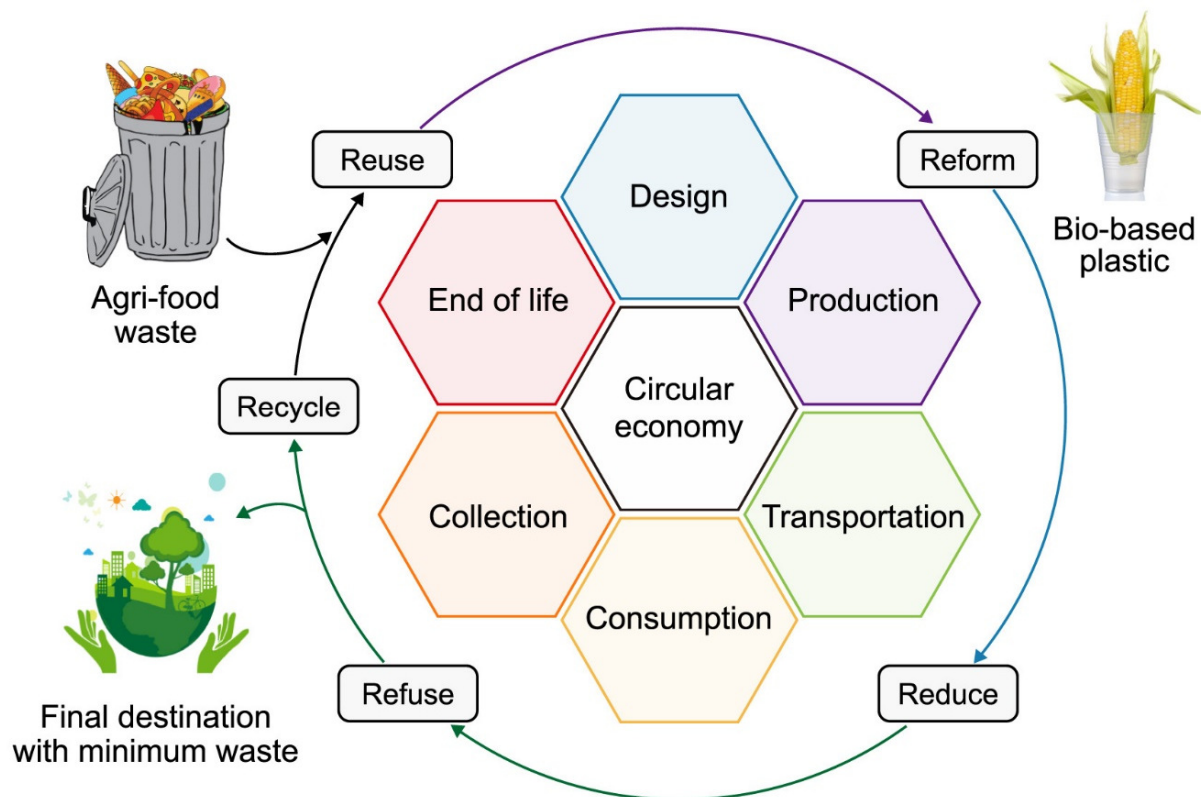 Reuse
Reform
Design
Bio-based
plastic
Agri-food
waste
End of life
Production
Circular
economy
Recycle
Collection
Transportation
Consumption
Refuse
Reduce
Final destination
with minimum waste